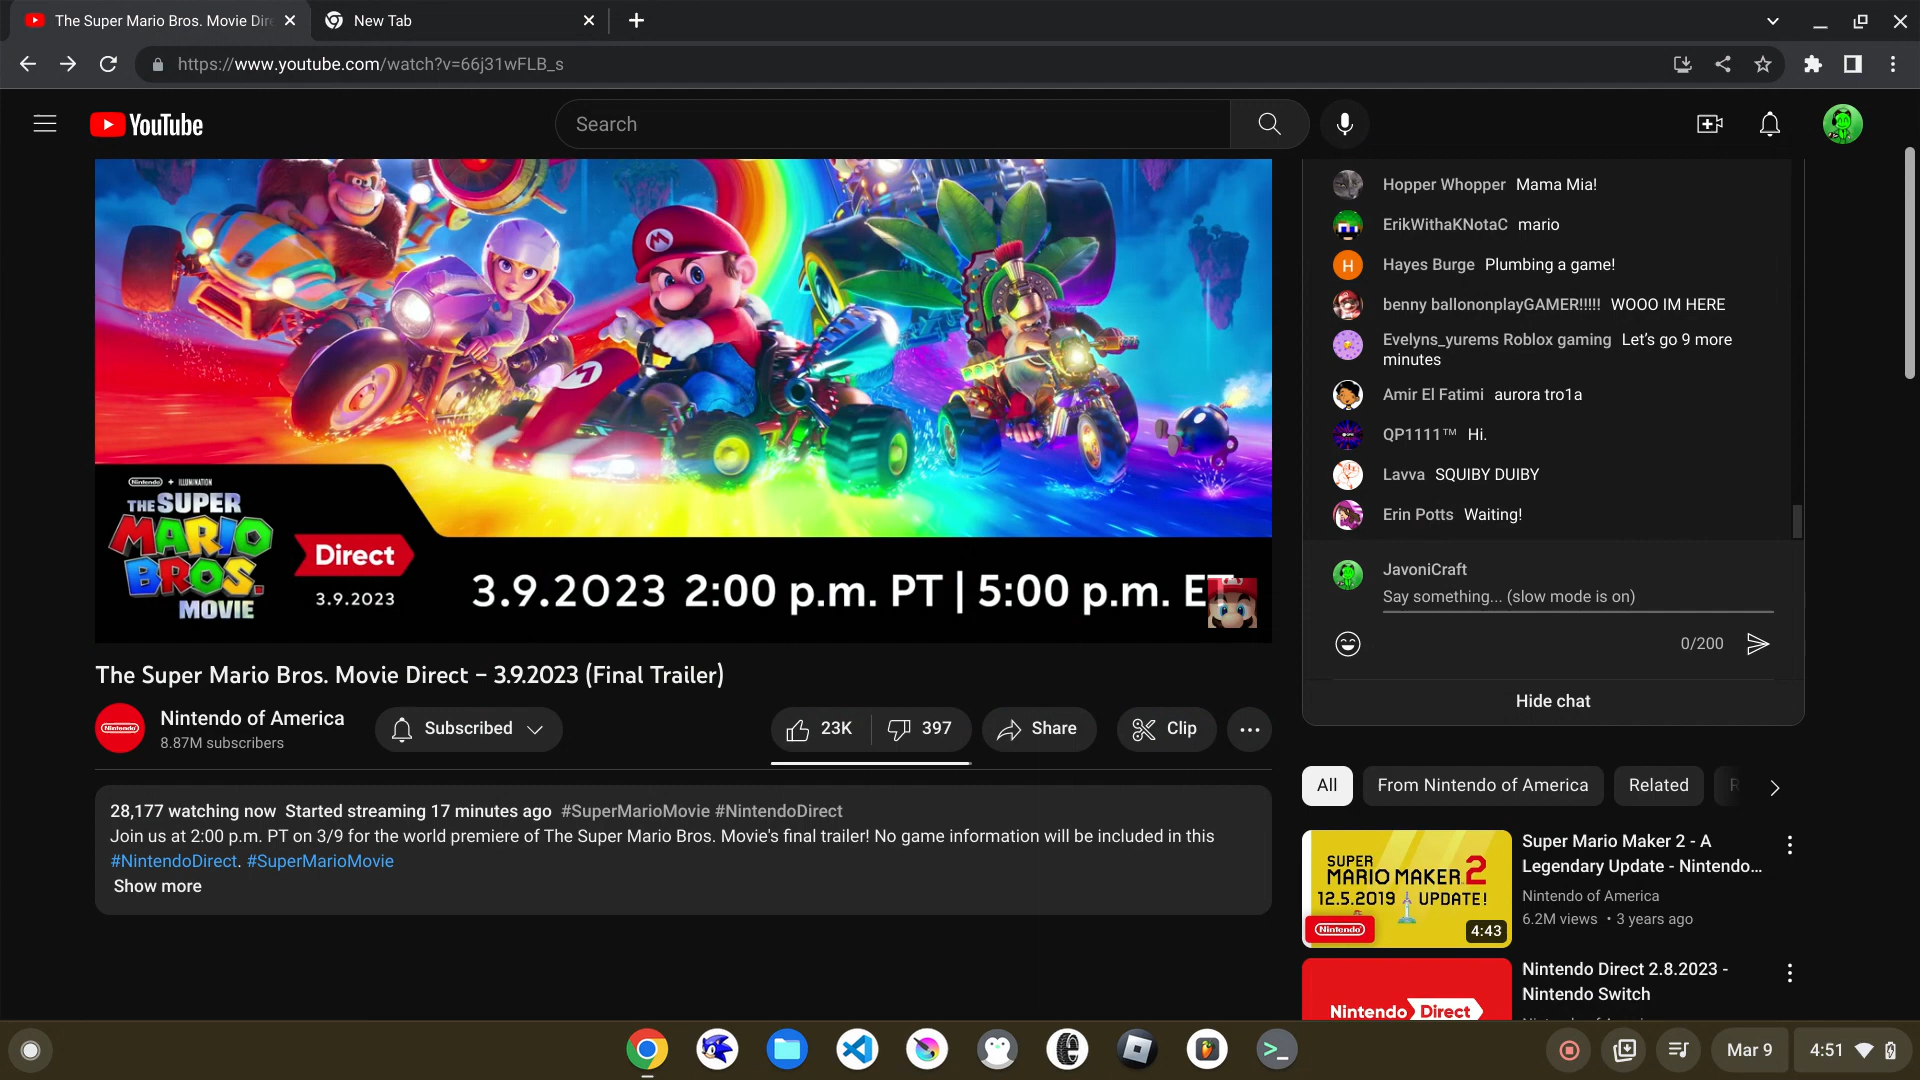 The Super Mario Bros. Movie Dire
New Tab
https://www.youtube.com/watch?v=66j31wFLB_s
YouTube
Search
Nintendo + ILLUMINATION
THE SUPER
MARIO
BROS.
MOVIE
Direct
3.9.2023
3.9.2023 2:00 p.m. PT | 5:00 p.m. ET
Hopper Whopper Mama Mia!
ErikWithaKNotaC mario
H Hayes Burge Plumbing a game!
benny ballononplayGAMER!!!!! WOOO IM HERE
Evelyns_yurems Roblox gaming Let's go 9 more
minutes
Amir El Fatimi aurora tro1a
QP1111™ Hi.
Lavva SQUIBY DUIBY
Erin Potts Waiting!
JavoniCraft
Say something... (slow mode is on)
0/200
Hide chat
The Super Mario Bros. Movie Direct – 3.9.2023 (Final Trailer)
Nintendo
Nintendo of America
8.87M subscribers
Subscribed
23K
397
Share
Clip
28,177 watching now Started streaming 17 minutes ago #SuperMarioMovie #NintendoDirect
Join us at 2:00 p.m. PT on 3/9 for the world premiere of The Super Mario Bros. Movie's final trailer! No game information will be included in this
#NintendoDirect. #SuperMarioMovie
Show more
All
From Nintendo of America
Related
R
SUPER
MARIO MAKER 2
12.5.2019 UPDATE!
Nintendo
4:43
Super Mario Maker 2 - A
Legendary Update - Nintendo...
Nintendo of America
6.2M views • 3 years ago
Nintendo Direct
Nintendo Direct 2.8.2023 -
Nintendo Switch
Mar 9
4:51